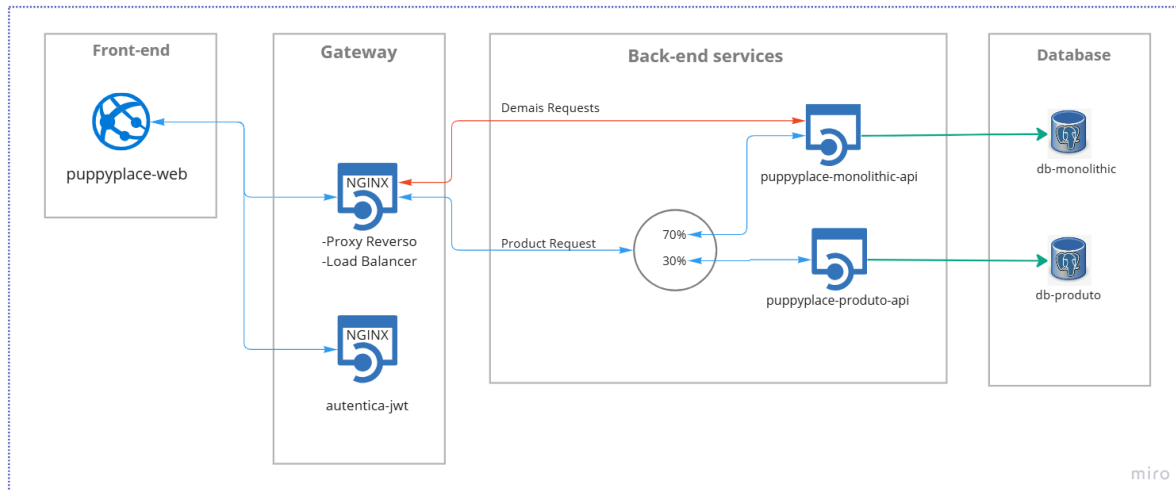 Front-end
puppyplace-web
Gateway
NGINX
-Proxy Reverso
-Load Balancer
NGINX
autentica-jwt
Back-end services
Demais Requests
puppyplace-monolithic-api
Product Request
70%
30%
puppyplace-produto-api
Database
db-monolithic
db-produto
miro